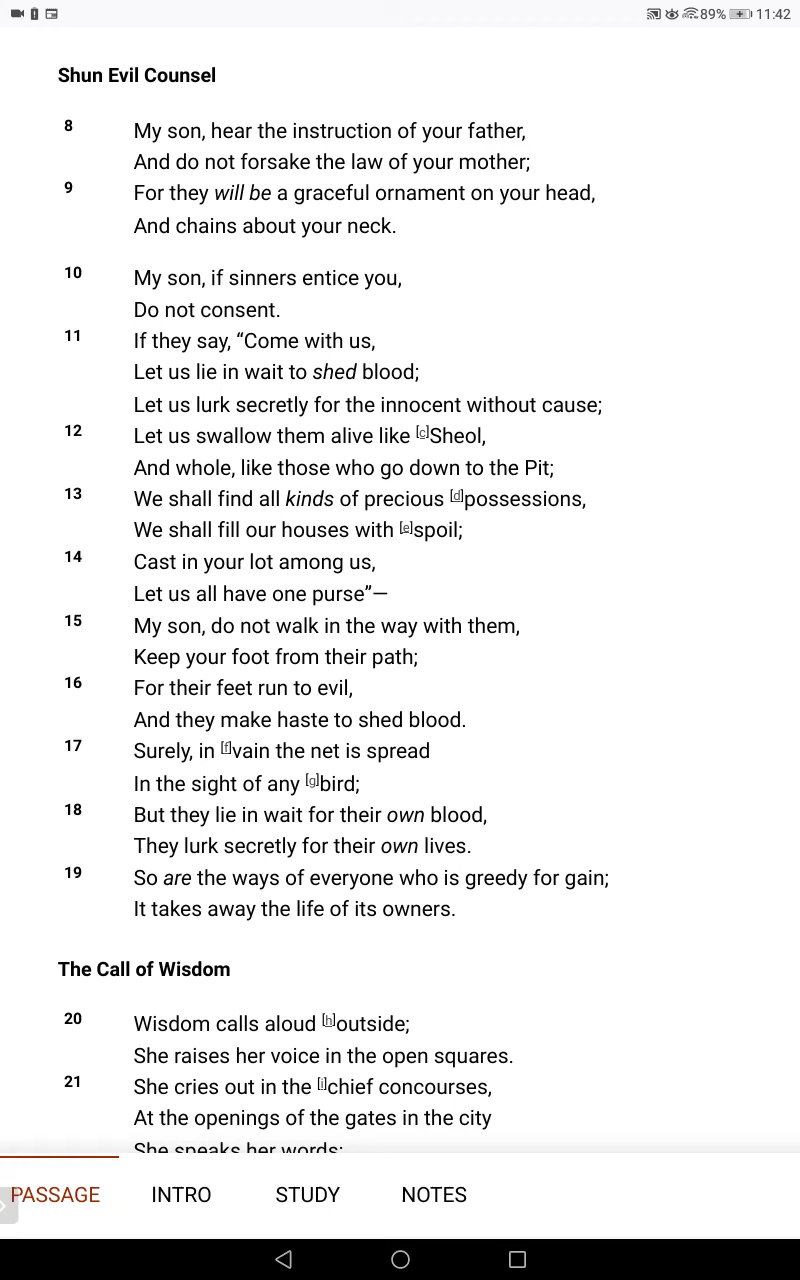 89% 11:42
Shun Evil Counsel
8 My son, hear the instruction of your father,
And do not forsake the law of your mother;
9 For they will be a graceful ornament on your head,
And chains about your neck.
10 My son, if sinners entice you,
Do not consent.
11 If they say, “Come with us,
Let us lie in wait to shed blood;
Let us lurk secretly for the innocent without cause;
12 Let us swallow them alive like [c]Sheol,
And whole, like those who go down to the Pit;
13 We shall find all kinds of precious [d]possessions,
We shall fill our houses with [e]spoil;
14 Cast in your lot among us,
Let us all have one purse”—
15 My son, do not walk in the way with them,
Keep your foot from their path;
16 For their feet run to evil,
And they make haste to shed blood.
17 Surely, in [f]vain the net is spread
In the sight of any [g]bird;
18 But they lie in wait for their own blood,
They lurk secretly for their own lives.
19 So are the ways of everyone who is greedy for gain;
It takes away the life of its owners.
The Call of Wisdom
20 Wisdom calls aloud [h]outside;
She raises her voice in the open squares.
21 She cries out in the [i]chief concourses,
At the openings of the gates in the city
She speaks her words:
PASSAGE INTRO STUDY NOTES